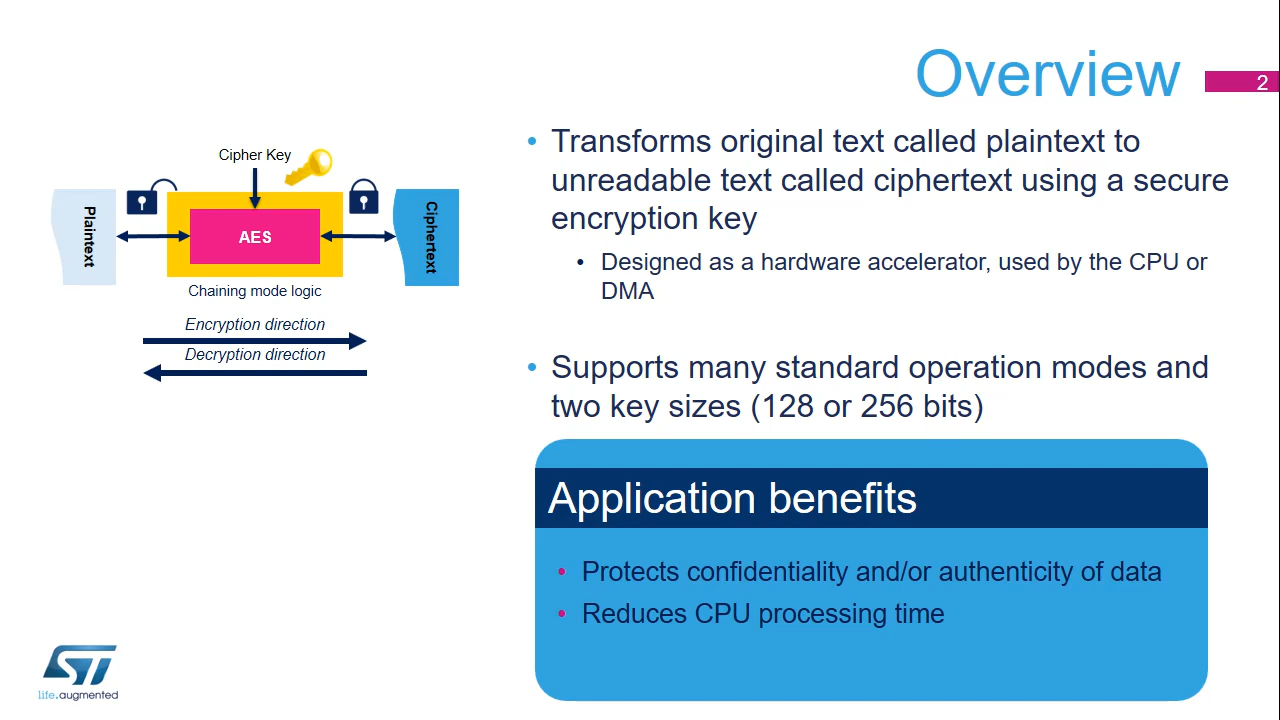 Overview
2
Cipher Key
Plaintext
AES
Ciphertext
Chaining mode logic
Encryption direction
Decryption direction
• Transforms original text called plaintext to
unreadable text called ciphertext using a secure
encryption key
• Designed as a hardware accelerator, used by the CPU or
DMA
• Supports many standard operation modes and
two key sizes (128 or 256 bits)
Application benefits
• Protects confidentiality and/or authenticity of data
• Reduces CPU processing time
ST
life.augmented